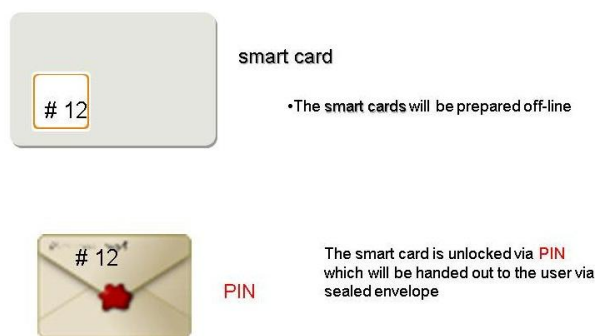 smart card
# 12
•The smart cards will be prepared off-line
# 12
PIN
The smart card is unlocked via PIN
which will be handed out to the user via
sealed envelope